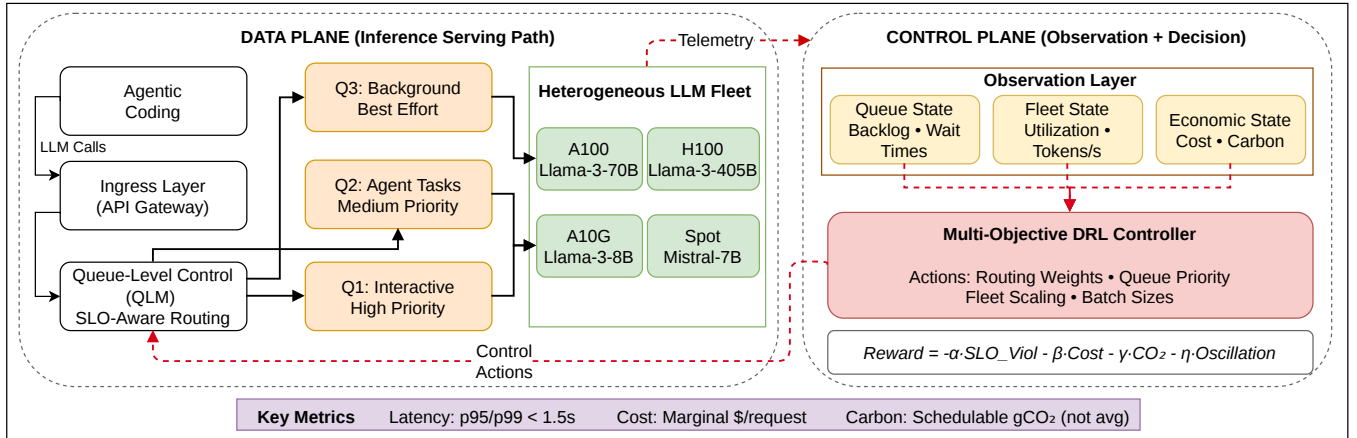 DATA PLANE (Inference Serving Path)
Agentic
Coding
LLM Calls
Ingress Layer
(API Gateway)
Queue-Level Control
(QLM)
SLO-Aware Routing
Q3: Background
Best Effort
Q2: Agent Tasks
Medium Priority
Q1: Interactive
High Priority
Heterogeneous LLM Fleet
A100
Llama-3-70B
H100
Llama-3-405B
A10G
Llama-3-8B
Spot
Mistral-7B
Telemetry
Control
Actions
CONTROL PLANE (Observation + Decision)
Observation Layer
Queue State
Backlog • Wait
Times
Fleet State
Utilization •
Tokens/s
Economic State
Cost • Carbon
Multi-Objective DRL Controller
Actions: Routing Weights • Queue Priority
Fleet Scaling • Batch Sizes
Reward = -α·SLO_Viol - β·Cost - γ·CO₂ - η·Oscillation
Key Metrics Latency: p95/p99 < 1.5s Cost: Marginal $/request Carbon: Schedulable gCO₂ (not avg)